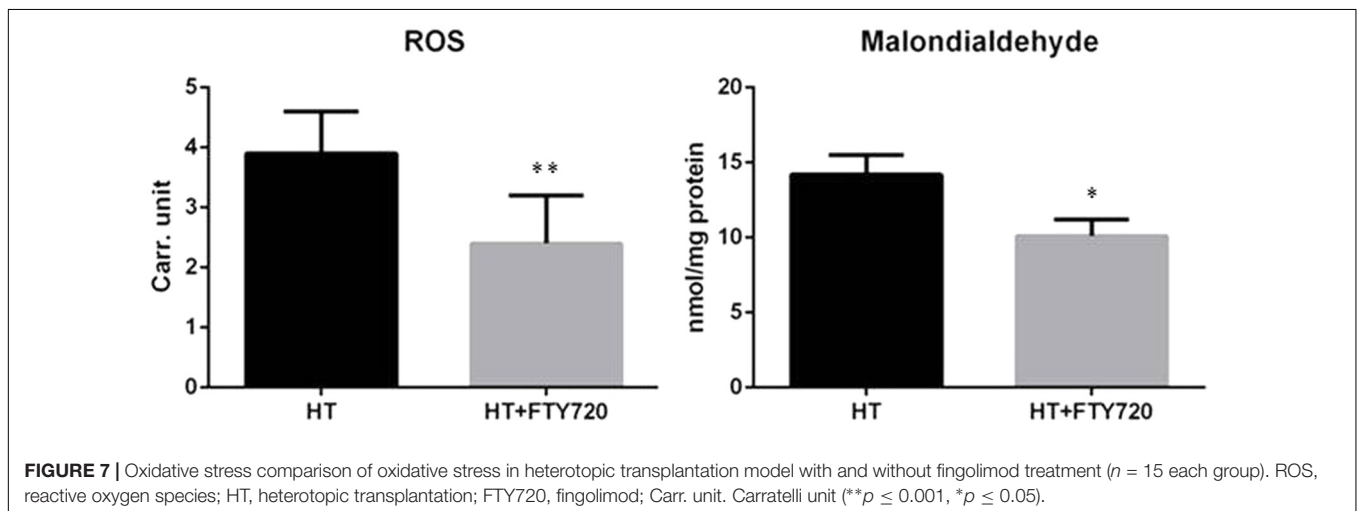 ROS
Malondialdehyde
Carr. unit
5
4
3
2
1
0
**
HT
HT+FTY720
nmol/mg protein
20
15
10
5
0
*
HT
HT+FTY720
FIGURE 7 | Oxidative stress comparison of oxidative stress in heterotopic transplantation model with and without fingolimod treatment (n = 15 each group). ROS,
reactive oxygen species; HT, heterotopic transplantation; FTY720, fingolimod; Carr. unit. Carratelli unit (**p ≤ 0.001, *p ≤ 0.05).